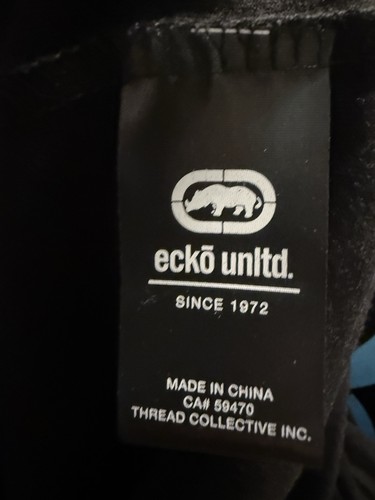 eckō unltd.
SINCE 1972
MADE IN CHINA
CA# 59470
THREAD COLLECTIVE INC.